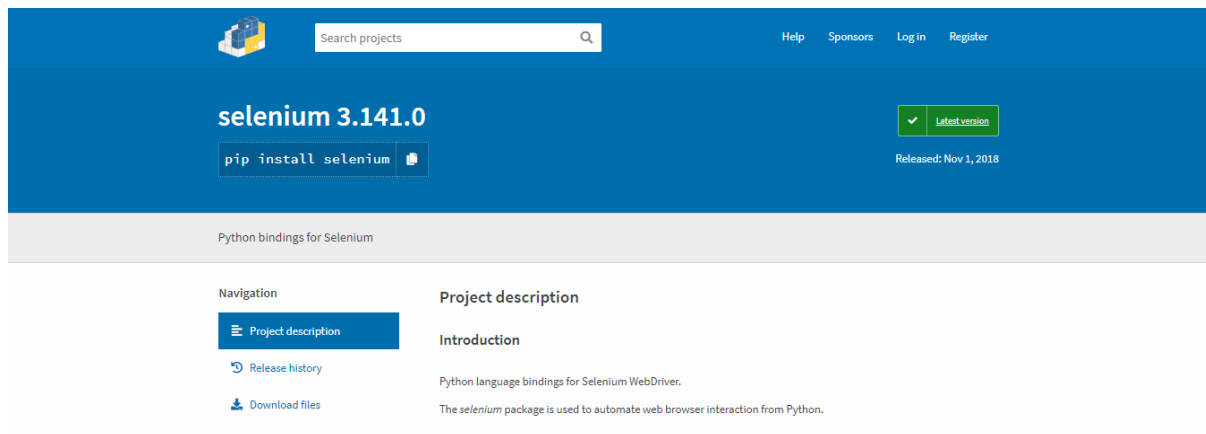 Search projects
Help
Sponsors
Log in
Register
selenium 3.141.0
pip install selenium
Latest version
Released: Nov 1, 2018
Python bindings for Selenium
Navigation
Project description
Release history
Download files
Project description
Introduction
Python language bindings for Selenium WebDriver.
The selenium package is used to automate web browser interaction from Python.